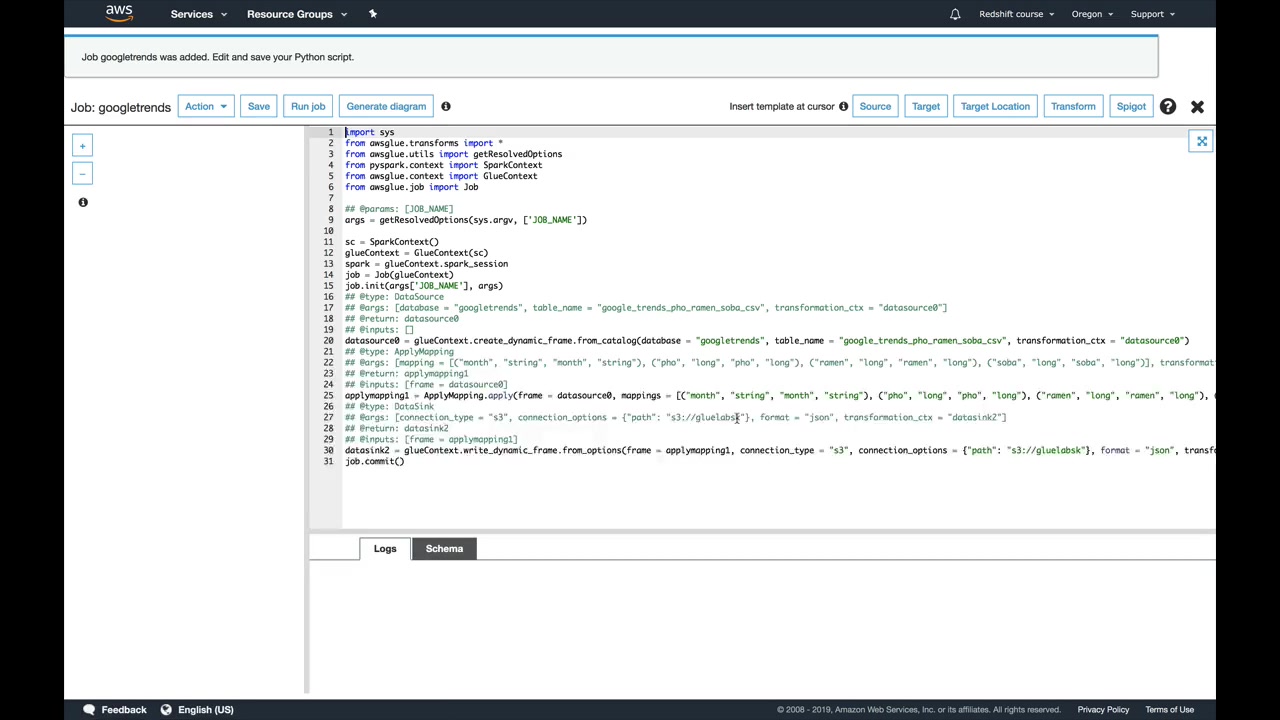 aws Services Resource Groups Redshift course Oregon Support
Job googletrends was added. Edit and save your Python script.
Job: googletrends Action Save Run job Generate diagram Insert template at cursor Source Target Target Location Transform Spigot
1 import sys
2 from awsglue.transforms import *
3 from awsglue.utils import getResolvedOptions
4 from pyspark.context import SparkContext
5 from awsglue.context import GlueContext
6 from awsglue.job import Job
7
8 ## @params: [JOB_NAME]
9 args = getResolvedOptions(sys.argv, ['JOB_NAME'])
10
11 sc = SparkContext()
12 glueContext = GlueContext(sc)
13 spark = glueContext.spark_session
14 job = Job(glueContext)
15 job.init(args['JOB_NAME'], args)
16 ## @type: DataSource
17 ## @args: [database = "googletrends", table_name = "google_trends_pho_ramen_soba_csv", transformation_ctx = "datasource0"]
18 ## @return: datasource0
19 ## @inputs: []
20 datasource0 = glueContext.create_dynamic_frame.from_catalog(database = "googletrends", table_name = "google_trends_pho_ramen_soba_csv", transformation_ctx = "datasource0")
21 ## @type: ApplyMapping
22 ## @args: [mapping = [("month", "string", "month", "string"), ("pho", "long", "pho", "long"), ("ramen", "long", "ramen", "long"), ("soba", "long", "soba", "long")], transformat
23 ## @return: applymapping1
24 ## @inputs: [frame = datasource0]
25 applymapping1 = ApplyMapping.apply(frame = datasource0, mappings = [("month", "string", "month", "string"), ("pho", "long", "pho", "long"), ("ramen", "long", "ramen", "long"), (
26 ## @type: DataSink
27 ## @args: [connection_type = "s3", connection_options = {"path": "s3://gluelabsk"}, format = "json", transformation_ctx = "datasink2"]
28 ## @return: datasink2
29 ## @inputs: [frame = applymapping1]
30 datasink2 = glueContext.write_dynamic_frame.from_options(frame = applymapping1, connection_type = "s3", connection_options = {"path": "s3://gluelabsk"}, format = "json", transf
31 job.commit()
Logs Schema
Feedback English (US) © 2008 - 2019, Amazon Web Services, Inc. or its affiliates. All rights reserved. Privacy Policy Terms of Use